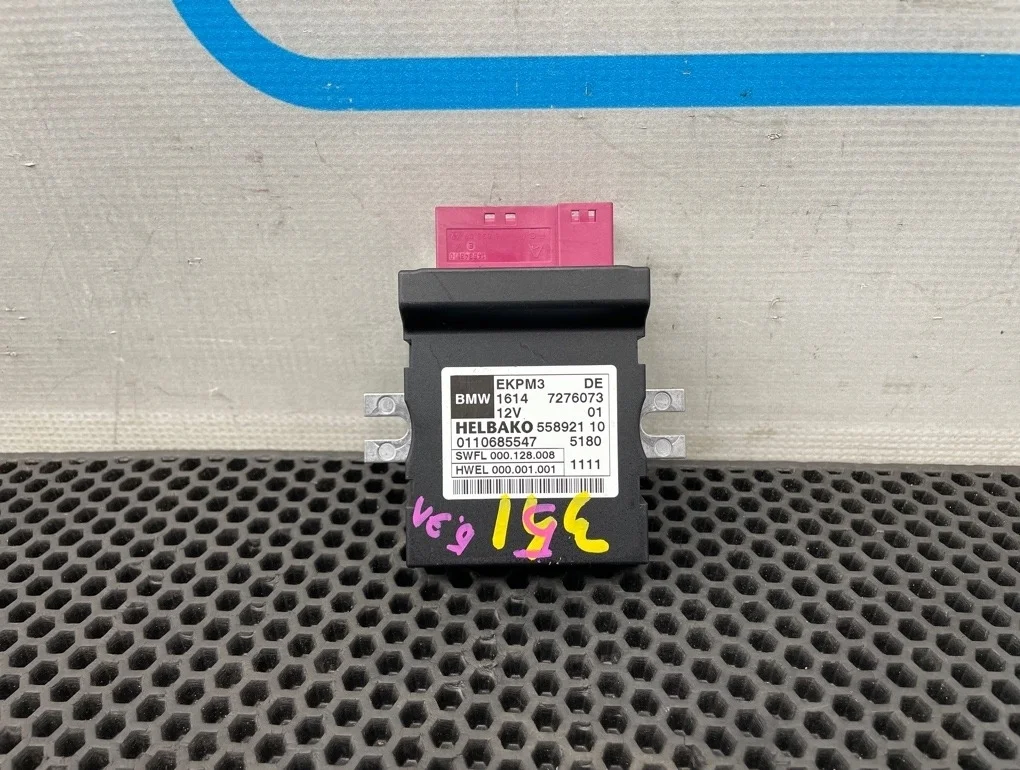 BMW EKPM3 DE
1614 7276073
12V 01
HELBAKO 558921 10
0110685547 5180
SWFL 000.128.008
HWEL 000.001.001 1111
351